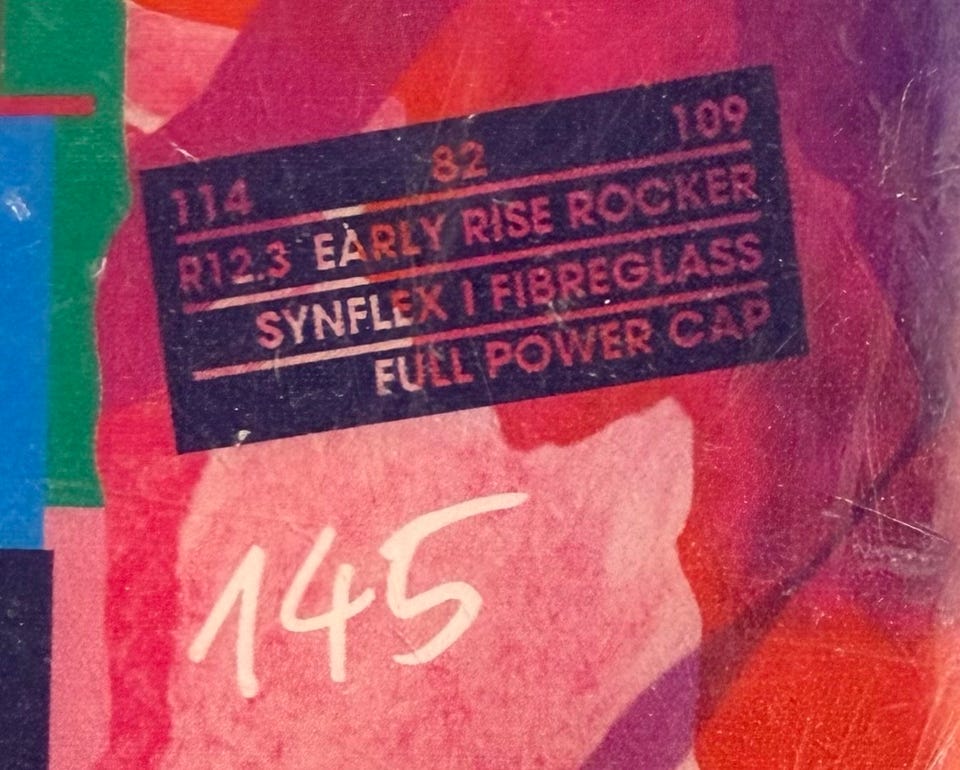 114 82 109
R12.3 EARLY RISE ROCKER
SYNFLEX I FIBREGLASS
FULL POWER CAP
145